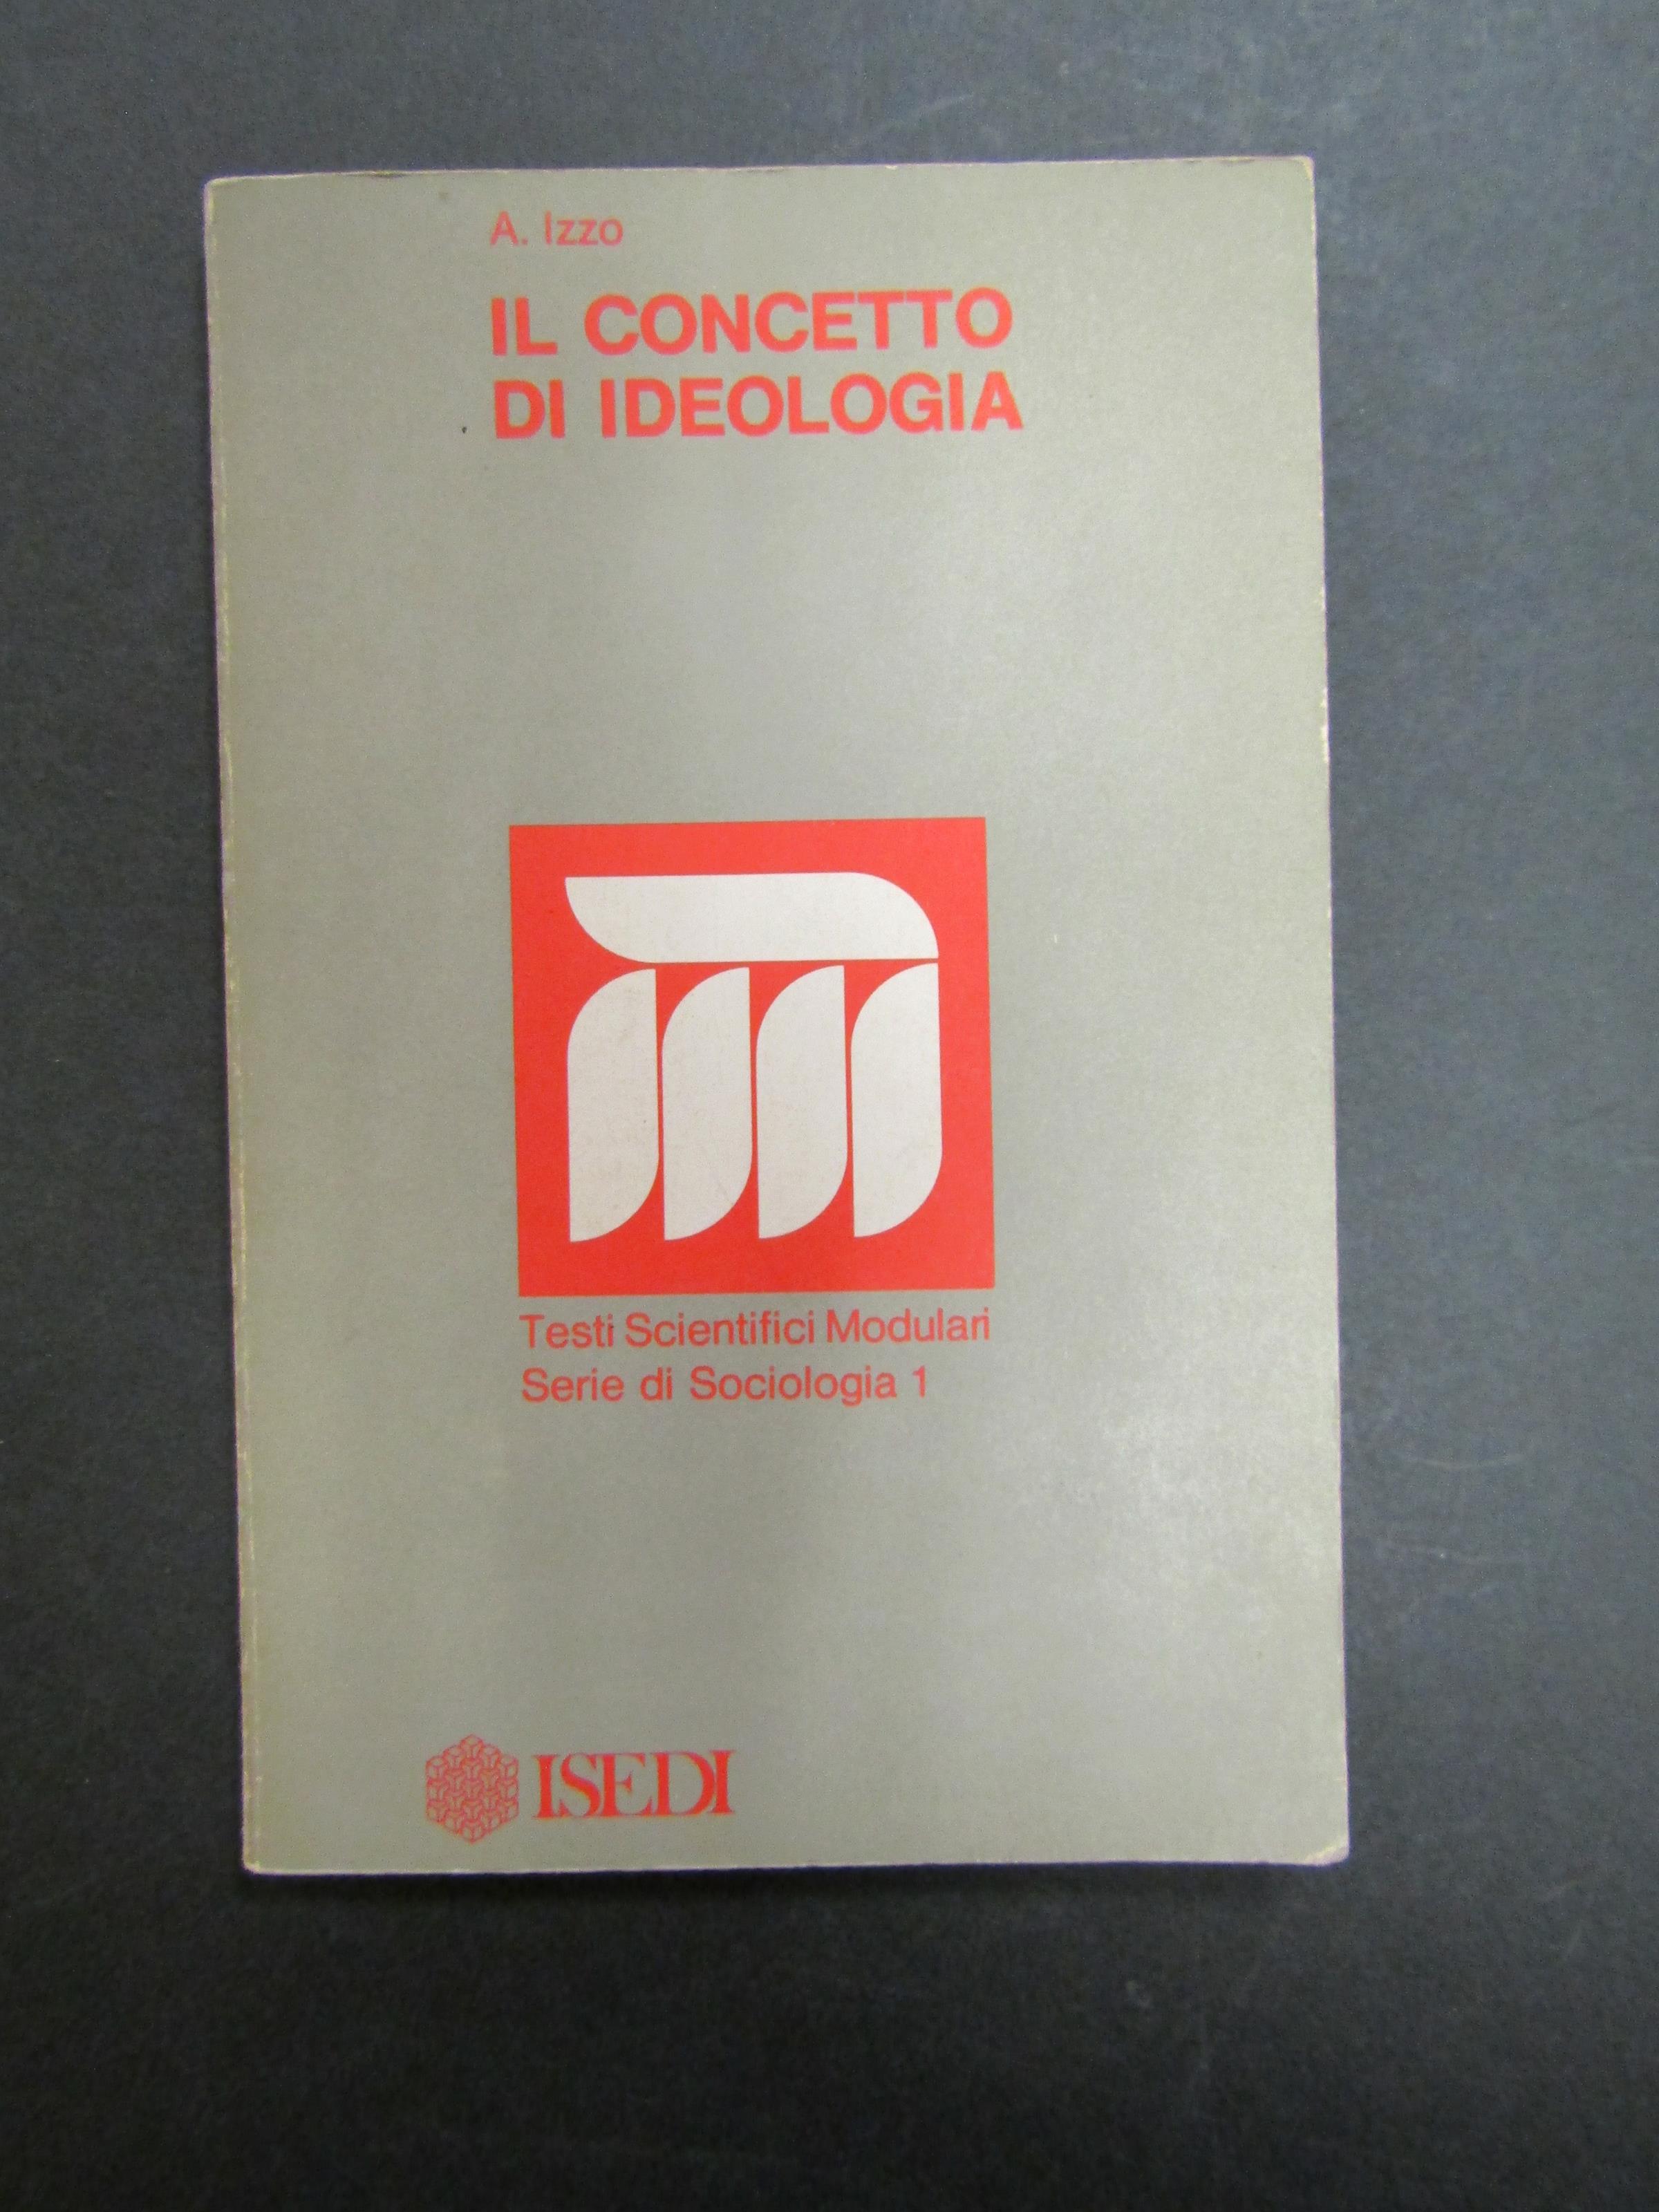 A. Izzo
IL CONCETTO
DI IDEOLOGIA
Testi Scientifici Modulari
Serie di Sociologia 1
ISEDI